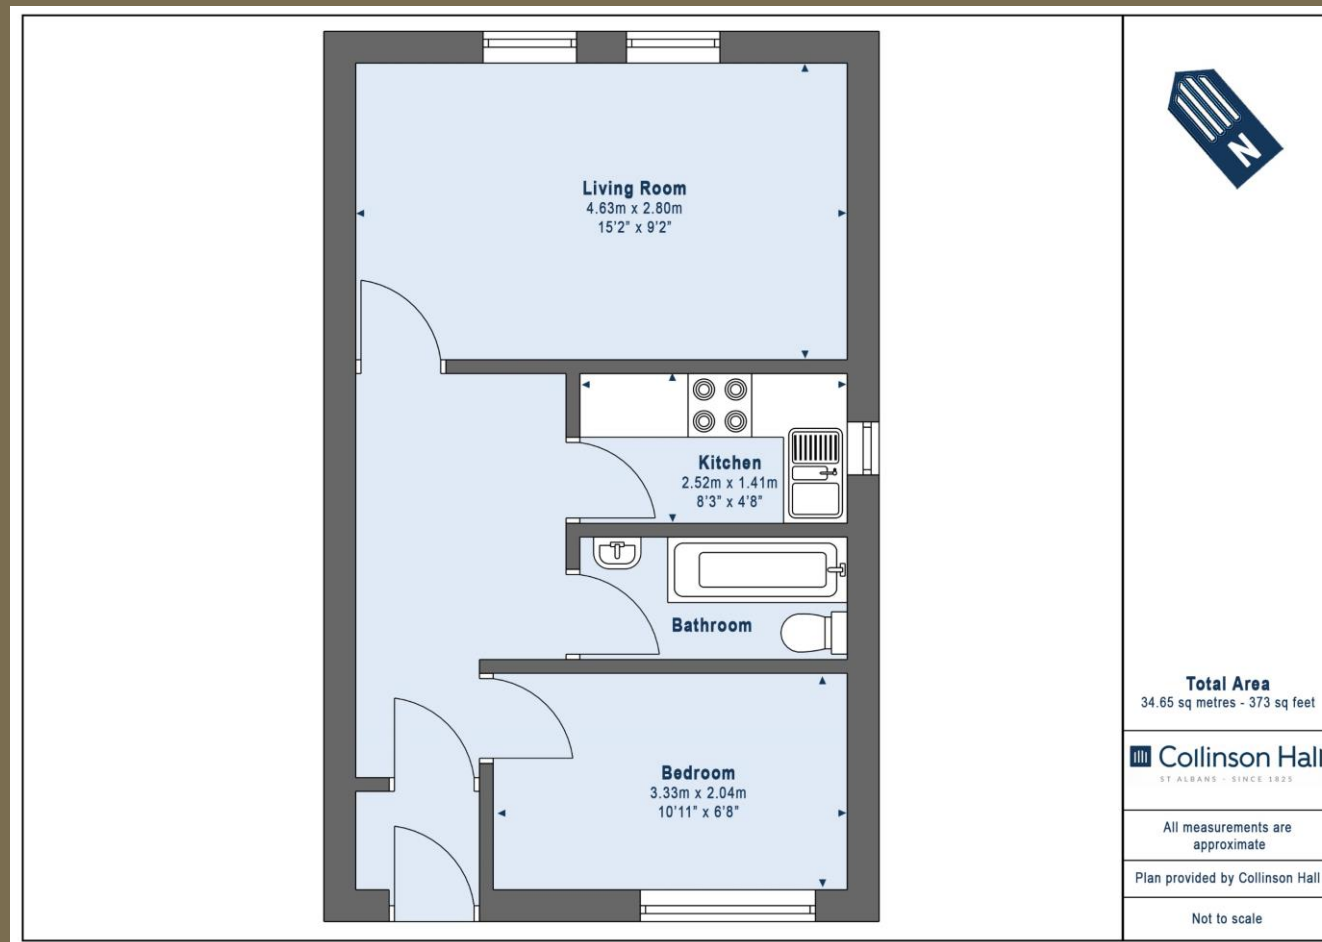 Living Room
4.63m x 2.80m
15'2" x 9'2"
Kitchen
2.52m x 1.41m
8'3" x 4'8"
Bathroom
Bedroom
3.33m x 2.04m
10'11" x 6'8"
N
Total Area
34.65 sq metres - 373 sq feet
Collinson Hall
ST ALBANS - SINCE 1825
All measurements are
approximate
Plan provided by Collinson Hall
Not to scale